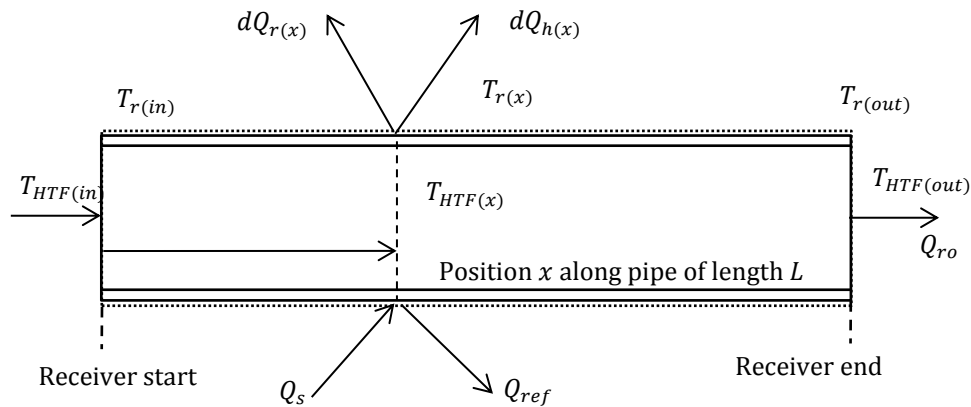 dQ_{r(x)} dQ_{h(x)}
T_{r(in)} T_{r(x)} T_{r(out)}
T_{HTF(in)} T_{HTF(x)} T_{HTF(out)}
Q_{ro}
Position x along pipe of length L
Receiver start Q_s Q_{ref} Receiver end